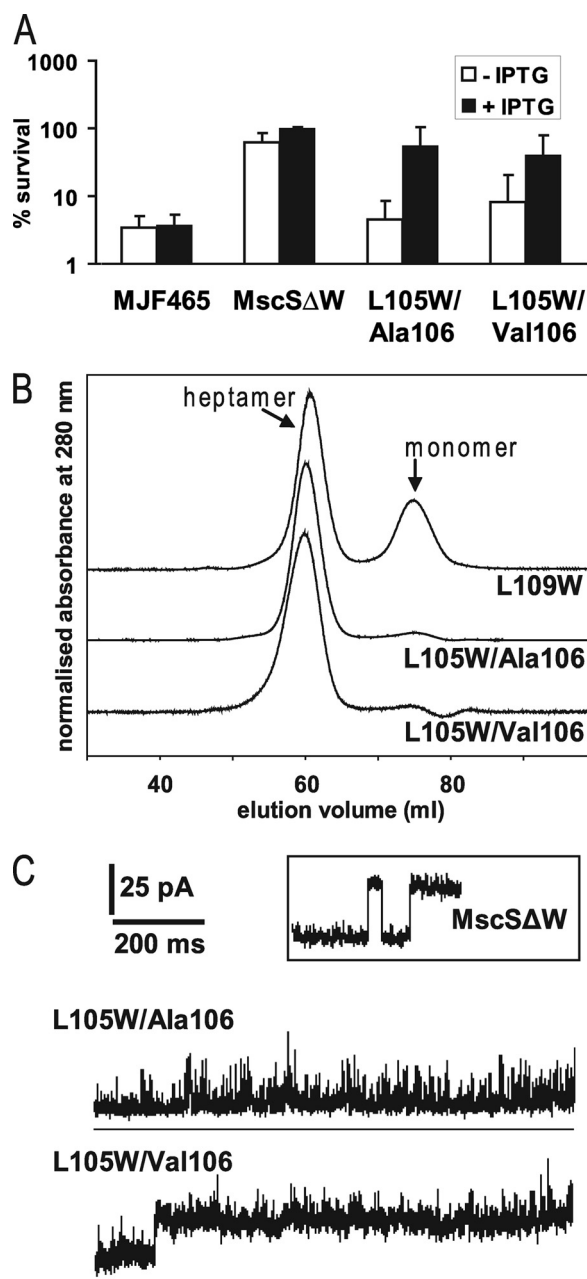 A
1000
100
10
1
% survival
- IPTG
+ IPTG
MJF465
MscSΔW
L105W/
Ala106
L105W/
Val106
B
normalised absorbance at 280 nm
heptamer
monomer
L109W
L105W/Ala106
L105W/Val106
40
60
80
elution volume (ml)
C
25 pA
200 ms
MscSΔW
L105W/Ala106
L105W/Val106